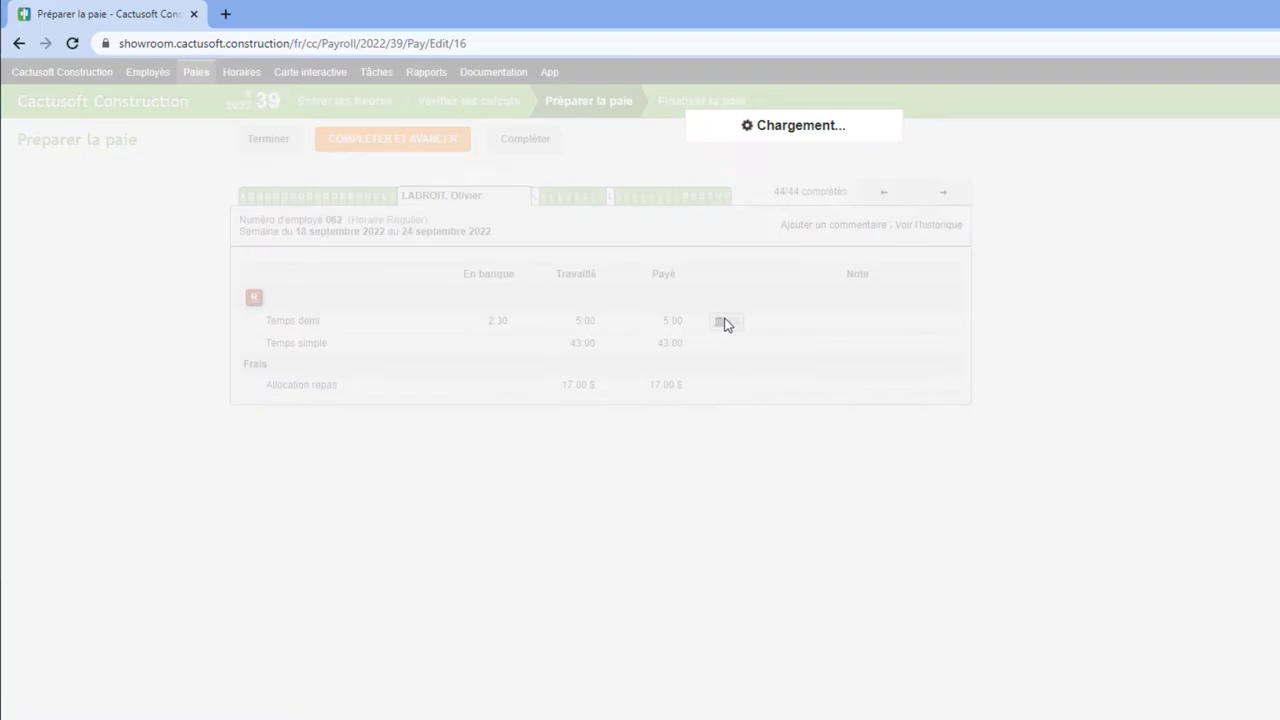 Préparer la paie - Cactusoft Cons
showroom.cactusoft.construction/fr/cc/Payroll/2022/39/Pay/Edit/16
Cactusoft Construction Employés Paies Horaires Carte interactive Tâches Rapports Documentation App
Cactusoft Construction 2022 39 Entrer les heures Vérifier les calculs Préparer la paie Finaliser la paie
Chargement...
Préparer la paie Terminer COMPLÉTER ET AVANCER Compléter
LADROIT, Olivier 44/44 complétés ← →
Numéro d'employé 062 (Horaire Régulier)
Semaine du 18 septembre 2022 au 24 septembre 2022
Ajouter un commentaire | Voir l'historique
En banque Travaillé Payé Note
R
Temps demi 2:30 5:00 5:00
Temps simple 43:00 43:00
Frais
Allocation repas 17.00 $ 17.00 $